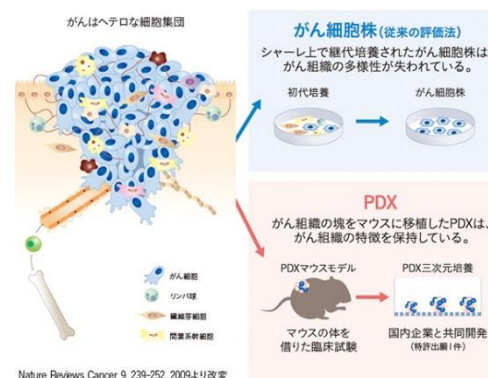 がんはヘテロな細胞集団
がん細胞
リンパ球
繊維芽細胞
間葉系幹細胞
Nature Reviews Cancer 9, 239-252, 2009より改変
がん細胞株(従来の評価法)
シャーレ上で継代培養されたがん細胞株は、
がん組織の多様性が失われている。
初代培養
がん細胞株
PDX
がん組織の塊をマウスに移植したPDXは、
がん組織の特徴を保持している。
PDXマウスモデル
PDX三次元培養
マウスの体を
借りた臨床試験
国内企業と共同開発
(特許出願1件)